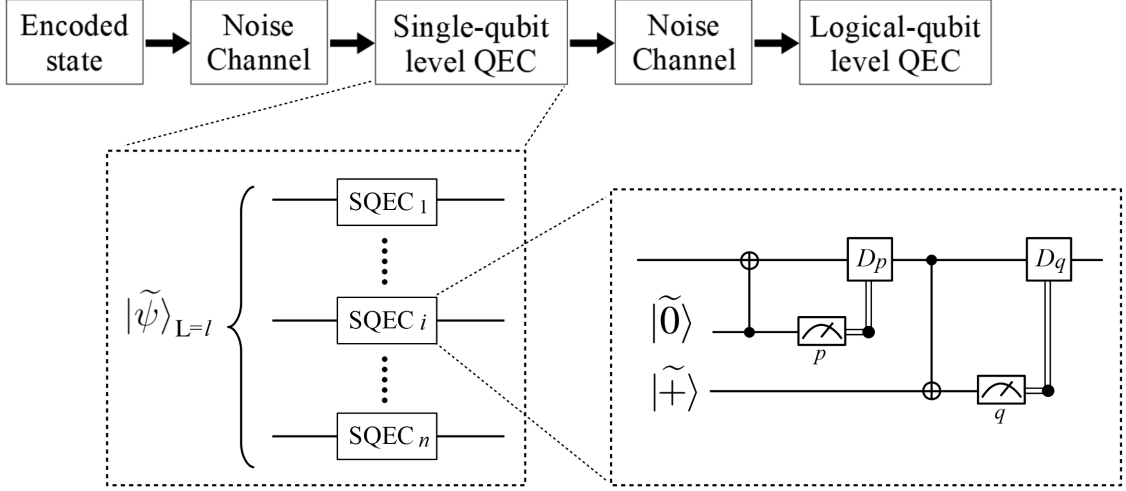 Encoded
state
Noise
Channel
Single-qubit
level QEC
Noise
Channel
Logical-qubit
level QEC
SQEC 1
SQEC i
SQEC n
|ψ̃⟩L=l
Dp
Dq
|0̃⟩
p
|+̃⟩
q